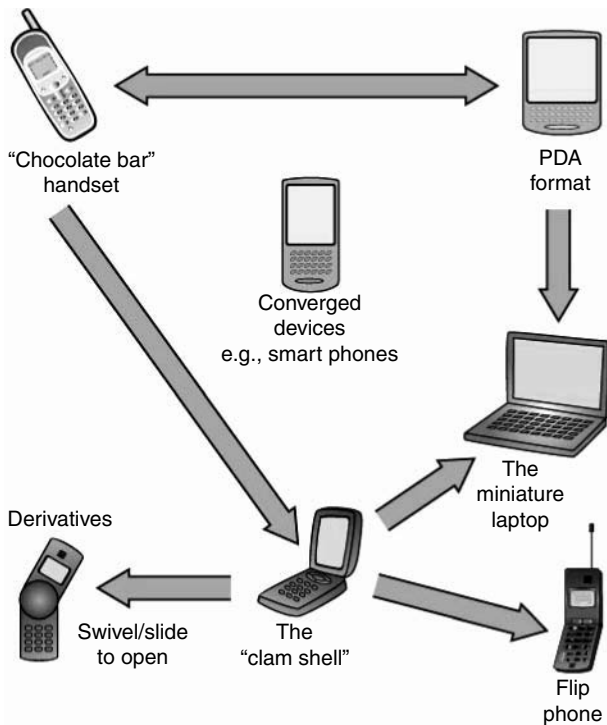 “Chocolate bar”
handset
PDA
format
Converged
devices
e.g., smart phones
The
miniature
laptop
Derivatives
Swivel/slide
to open
The
“clam shell”
Flip
phone